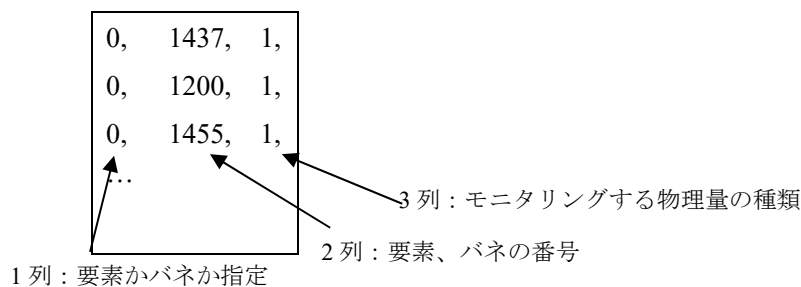 0, 1437, 1,
0, 1200, 1,
0, 1455, 1,
…
3 列：モニタリングする物理量の種類
2 列：要素、バネの番号
1 列：要素かバネか指定